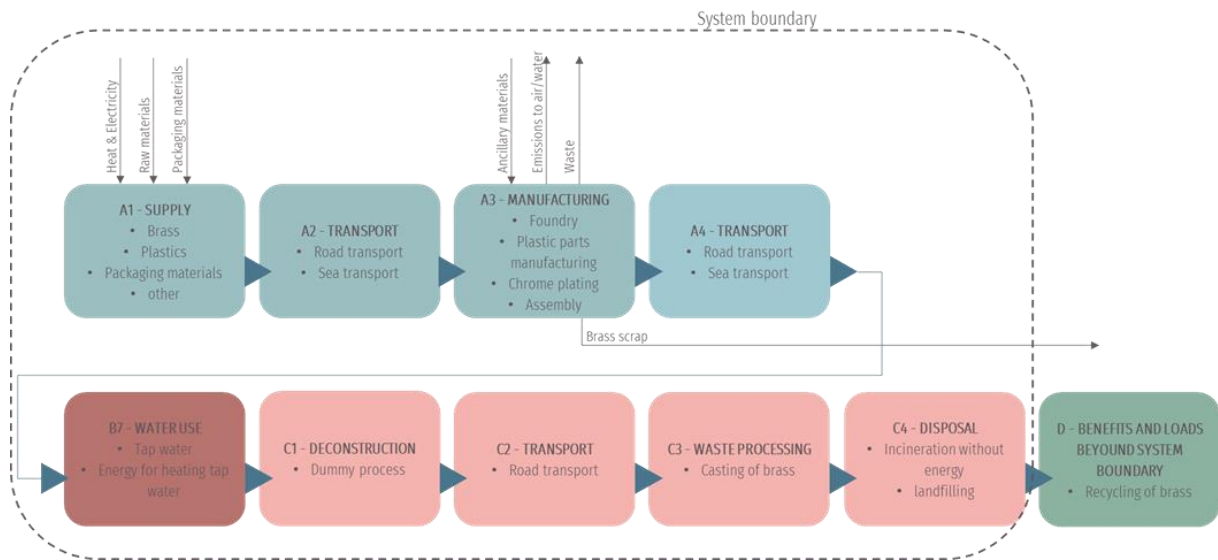 System boundary
Heat & Electricity
Raw materials
Packaging materials
Ancillary materials
Emissions to air/water
Waste
A1 - SUPPLY
• Brass
• Plastics
• Packaging materials
• other
A2 - TRANSPORT
• Road transport
• Sea transport
A3 - MANUFACTURING
• Foundry
• Plastic parts
manufacturing
• Chrome plating
• Assembly
A4 - TRANSPORT
• Road transport
• Sea transport
Brass scrap
B7 - WATER USE
• Tap water
• Energy for heating tap
water
C1 - DECONSTRUCTION
• Dummy process
C2 - TRANSPORT
• Road transport
C3 - WASTE PROCESSING
• Casting of brass
C4 - DISPOSAL
• Incineration without
energy
• landfilling
D - BENEFITS AND LOADS
BEYOUND SYSTEM
BOUNDARY
• Recycling of brass